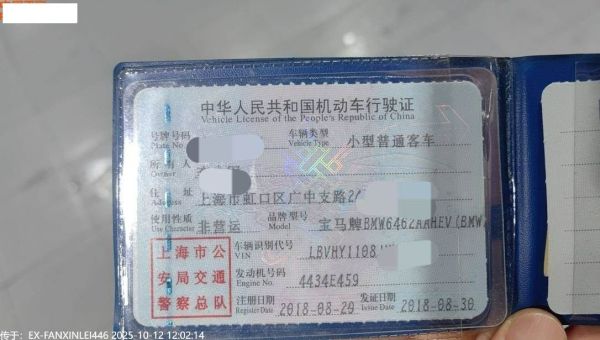 中华人民共和国机动车行驶证
Vehicle License of the People's Republic of China
号牌号码
Plate No.
车辆类型
Vehicle Type
小型普通客车
所有人
住址
Address
上海市虹口区广中支路2
使用性质
Use Character
非营运
品牌型号
Model
宝马牌BMW6462AAHEV(BMW
上海市公
安局交通
警察总队
车辆识别代号
VIN
LBVHY1108
发动机号码
Engine No.
4434E459
注册日期
Register Date
2018-08-20
发证日期
Issue Date
2018-08-30
传于：EX-FANXINLEI446 2025-10-12 12:02:14